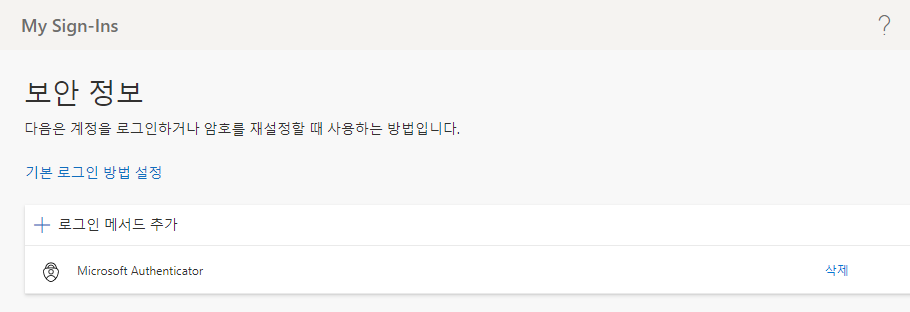 My Sign-Ins
?
보안 정보
다음은 계정을 로그인하거나 암호를 재설정할 때 사용하는 방법입니다.
기본 로그인 방법 설정
+ 로그인 메서드 추가
Microsoft Authenticator 삭제